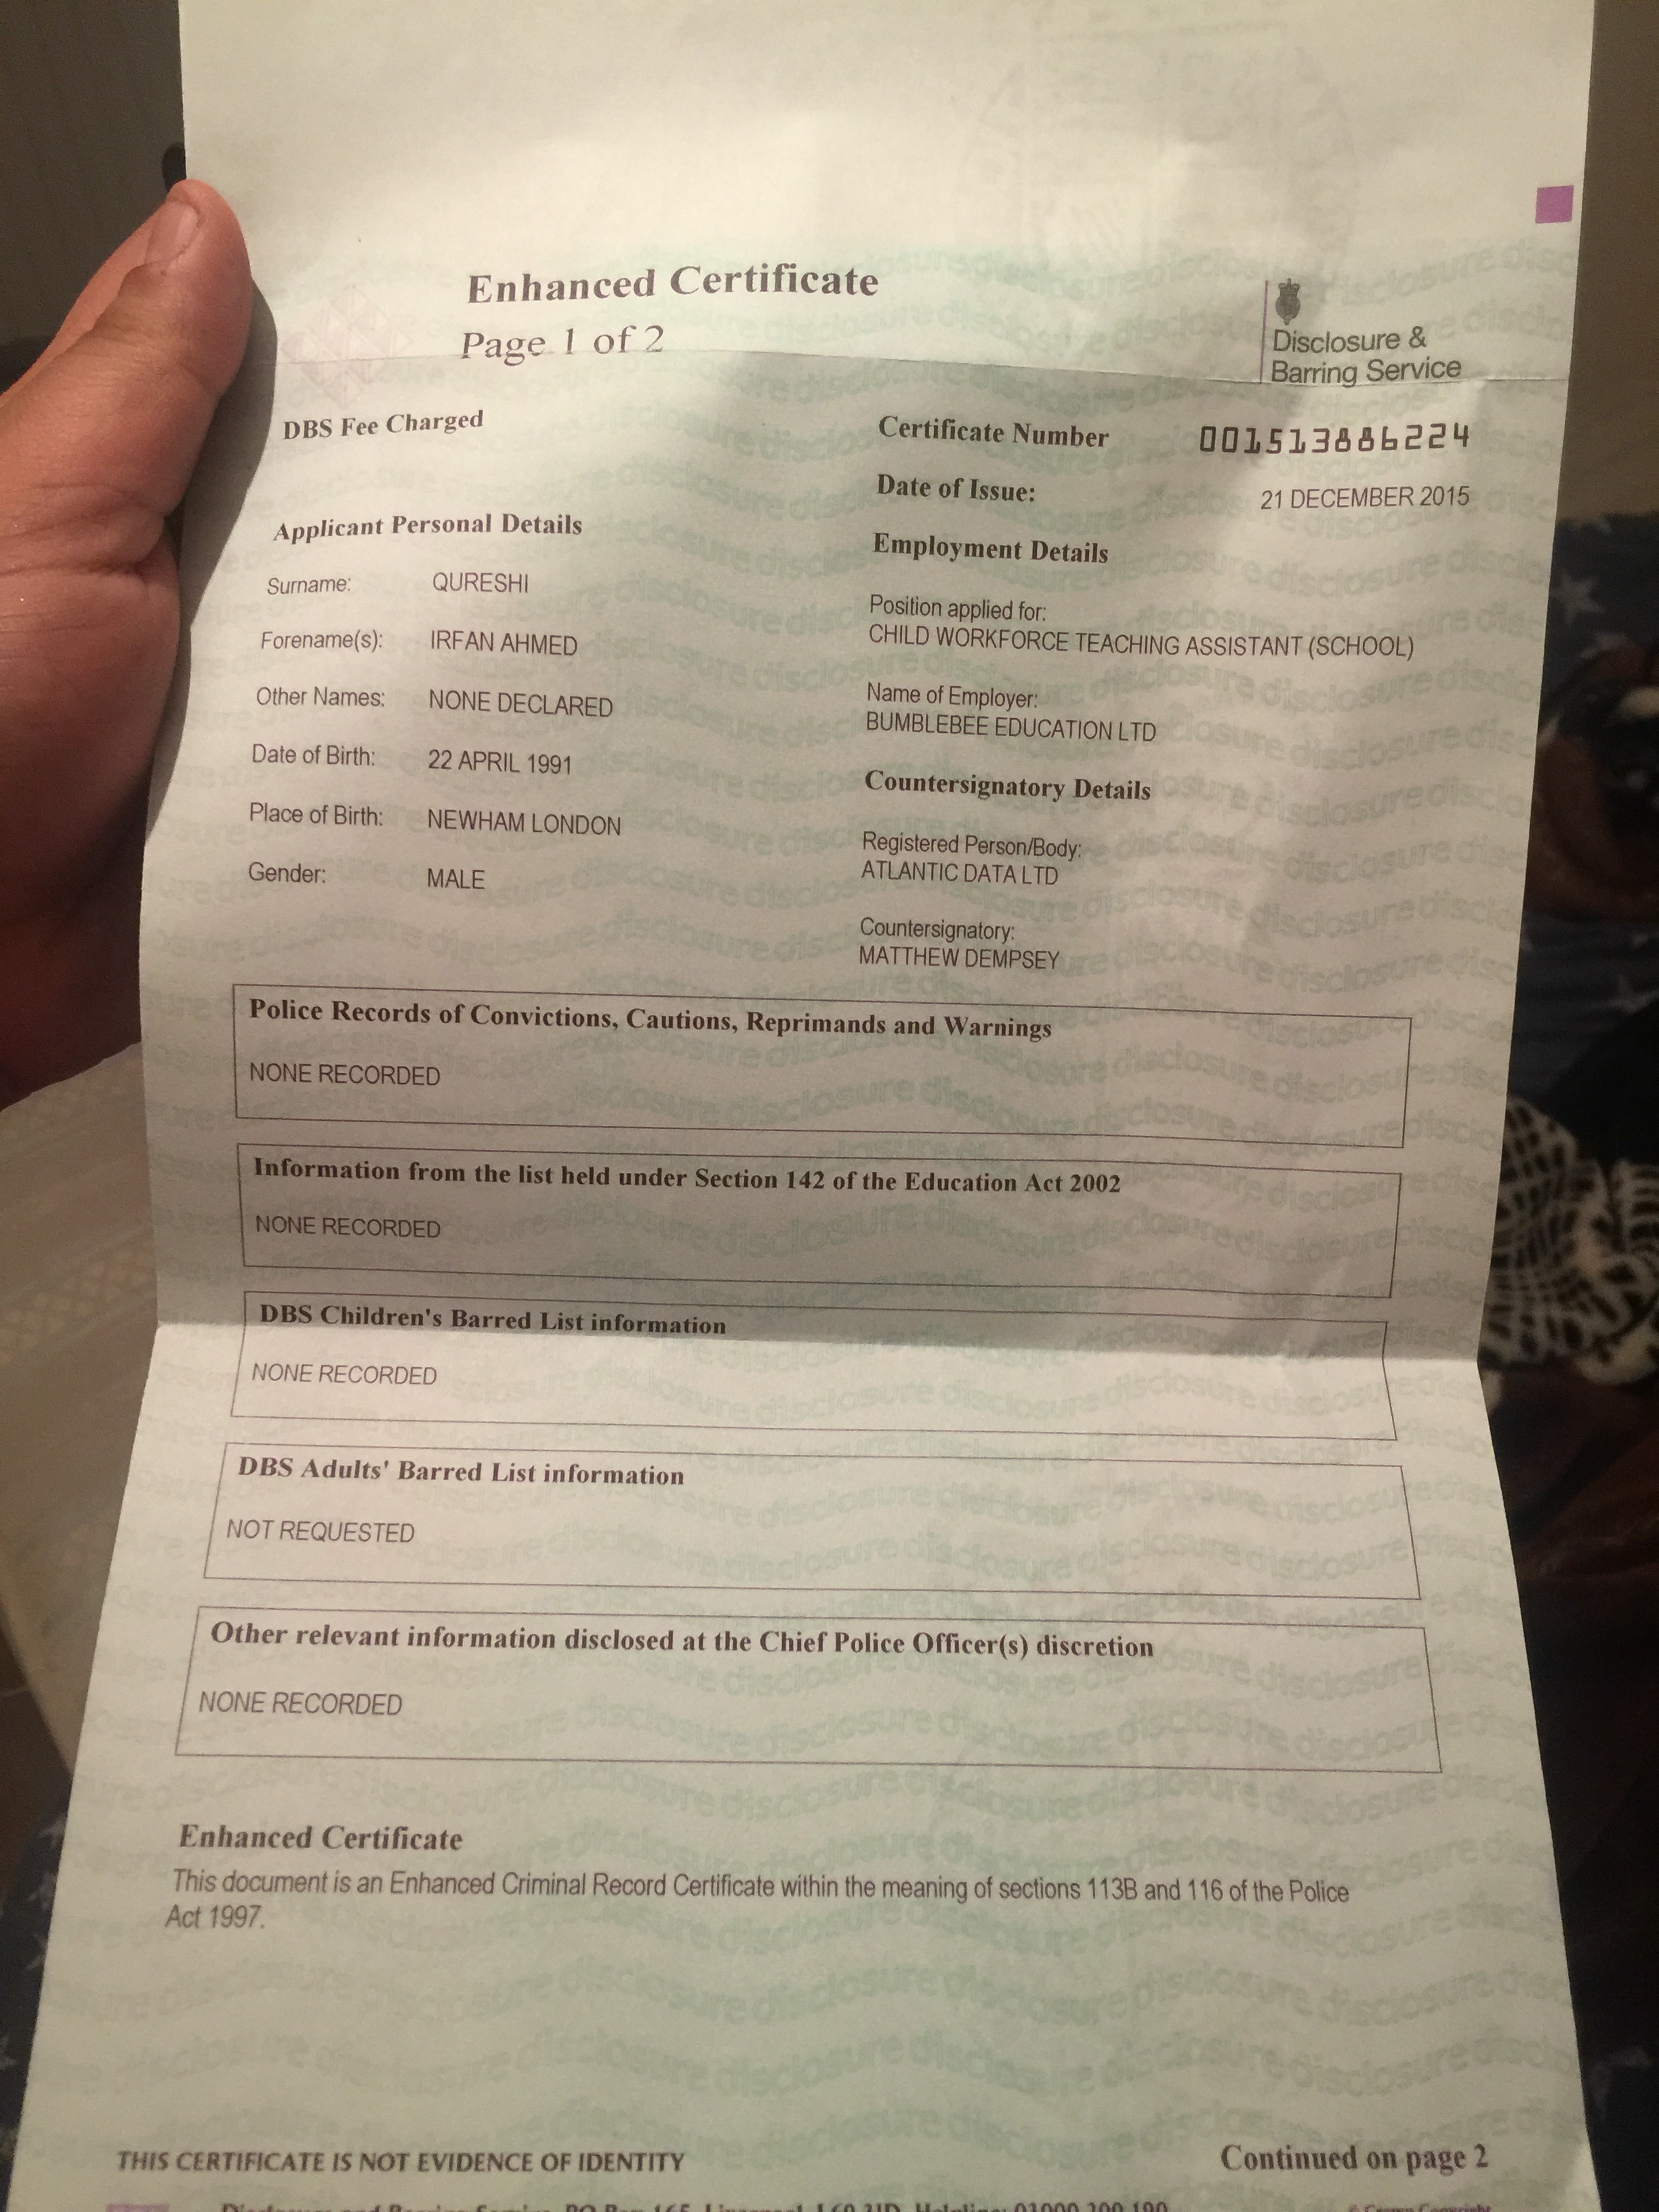 Enhanced Certificate
Page 1 of 2
Disclosure &
Barring Service
DBS Fee Charged
Certificate Number 001513886224
Date of Issue: 21 DECEMBER 2015
Applicant Personal Details
Surname: QURESHI
Forename(s): IRFAN AHMED
Other Names: NONE DECLARED
Date of Birth: 22 APRIL 1991
Place of Birth: NEWHAM LONDON
Gender: MALE
Employment Details
Position applied for:
CHILD WORKFORCE TEACHING ASSISTANT (SCHOOL)
Name of Employer:
BUMBLEBEE EDUCATION LTD
Countersignatory Details
Registered Person/Body:
ATLANTIC DATA LTD
Countersignatory:
MATTHEW DEMPSEY
Police Records of Convictions, Cautions, Reprimands and Warnings
NONE RECORDED
Information from the list held under Section 142 of the Education Act 2002
NONE RECORDED
DBS Children's Barred List information
NONE RECORDED
DBS Adults' Barred List information
NOT REQUESTED
Other relevant information disclosed at the Chief Police Officer(s) discretion
NONE RECORDED
Enhanced Certificate
This document is an Enhanced Criminal Record Certificate within the meaning of sections 113B and 116 of the Police
Act 1997.
THIS CERTIFICATE IS NOT EVIDENCE OF IDENTITY
Continued on page 2